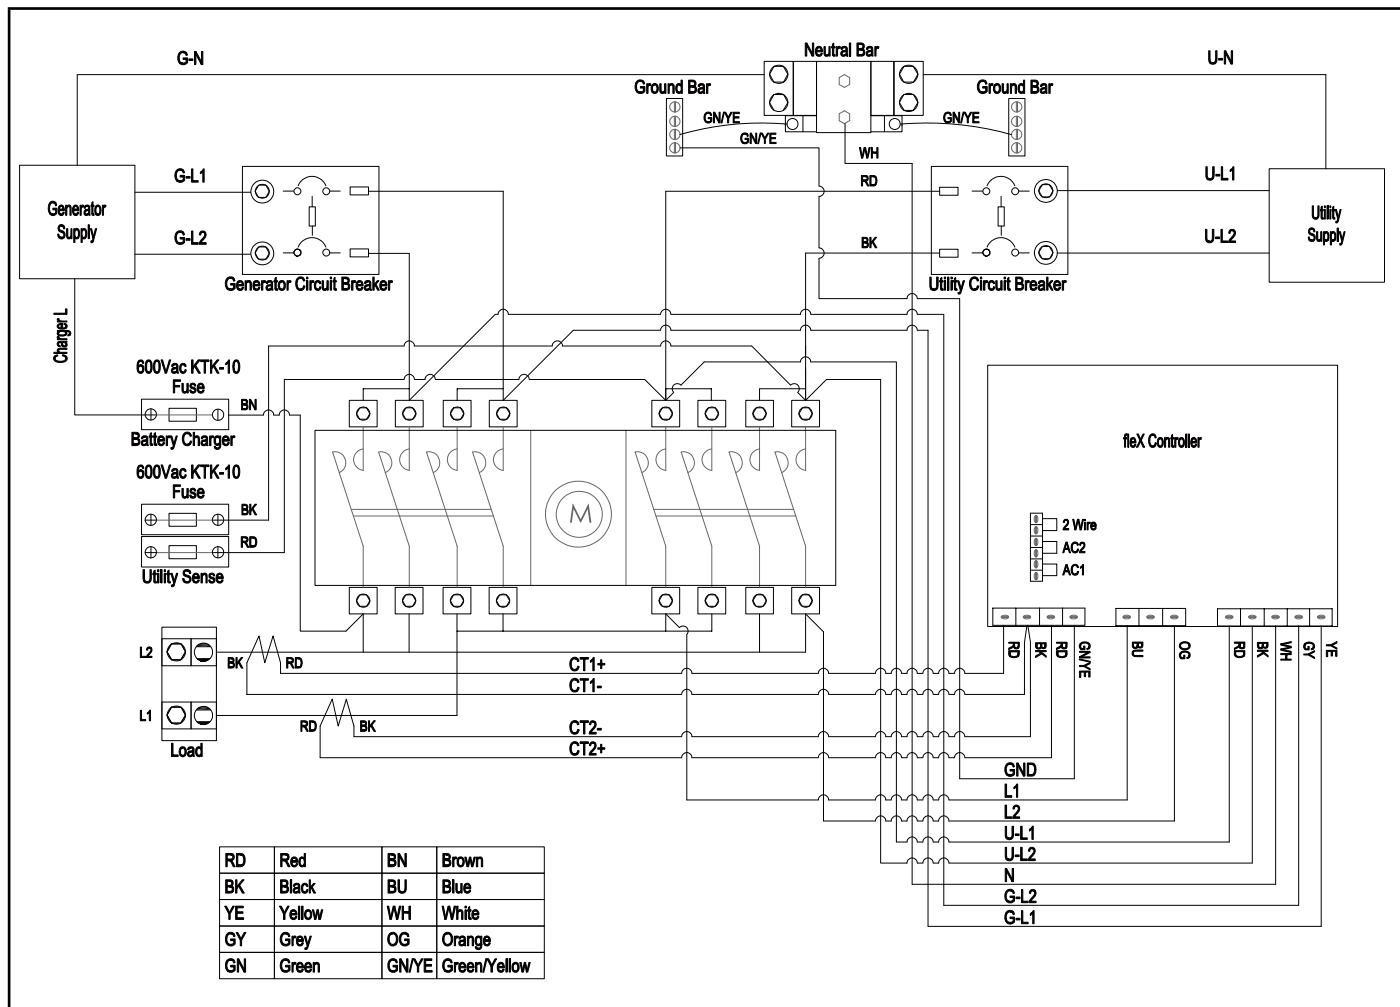 G-N
Neutral Bar
U-N
Ground Bar
Ground Bar
GN/YE
GN/YE
GN/YE
WH
G-L1
RD
U-L1
Generator
Supply
Utility
Supply
G-L2
BK
U-L2
Generator Circuit Breaker
Utility Circuit Breaker
Charger L
600Vac KTK-10
Fuse
BN
Battery Charger
fleX Controller
600Vac KTK-10
Fuse
BK
M
2 Wire
RD
AC2
AC1
Utility Sense
L2
BK
RD
CT1+
CT1-
RD
BK
RD
GN/YE
BU
OG
RD
BK
WH
GY
YE
L1
RD
BK
CT2-
CT2+
Load
GND
L1
L2
U-L1
U-L2
N
G-L2
G-L1
RD Red BN Brown
BK Black BU Blue
YE Yellow WH White
GY Grey OG Orange
GN Green GN/YE Green/Yellow